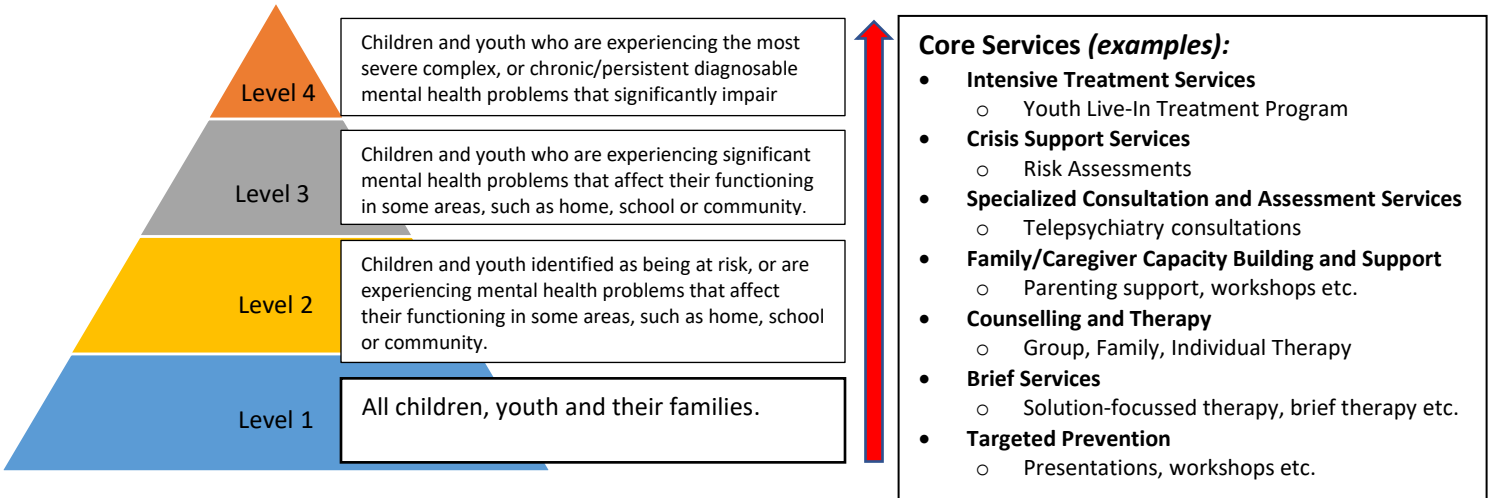 Level 4
Children and youth who are experiencing the most
severe complex, or chronic/persistent diagnosable
mental health problems that significantly impair
Level 3
Children and youth who are experiencing significant
mental health problems that affect their functioning
in some areas, such as home, school or community.
Level 2
Children and youth identified as being at risk, or are
experiencing mental health problems that affect
their functioning in some areas, such as home, school
or community.
Level 1
All children, youth and their families.
Core Services (examples):
• Intensive Treatment Services
o Youth Live-In Treatment Program
• Crisis Support Services
o Risk Assessments
• Specialized Consultation and Assessment Services
o Telepsychiatry consultations
• Family/Caregiver Capacity Building and Support
o Parenting support, workshops etc.
• Counselling and Therapy
o Group, Family, Individual Therapy
• Brief Services
o Solution-focussed therapy, brief therapy etc.
• Targeted Prevention
o Presentations, workshops etc.